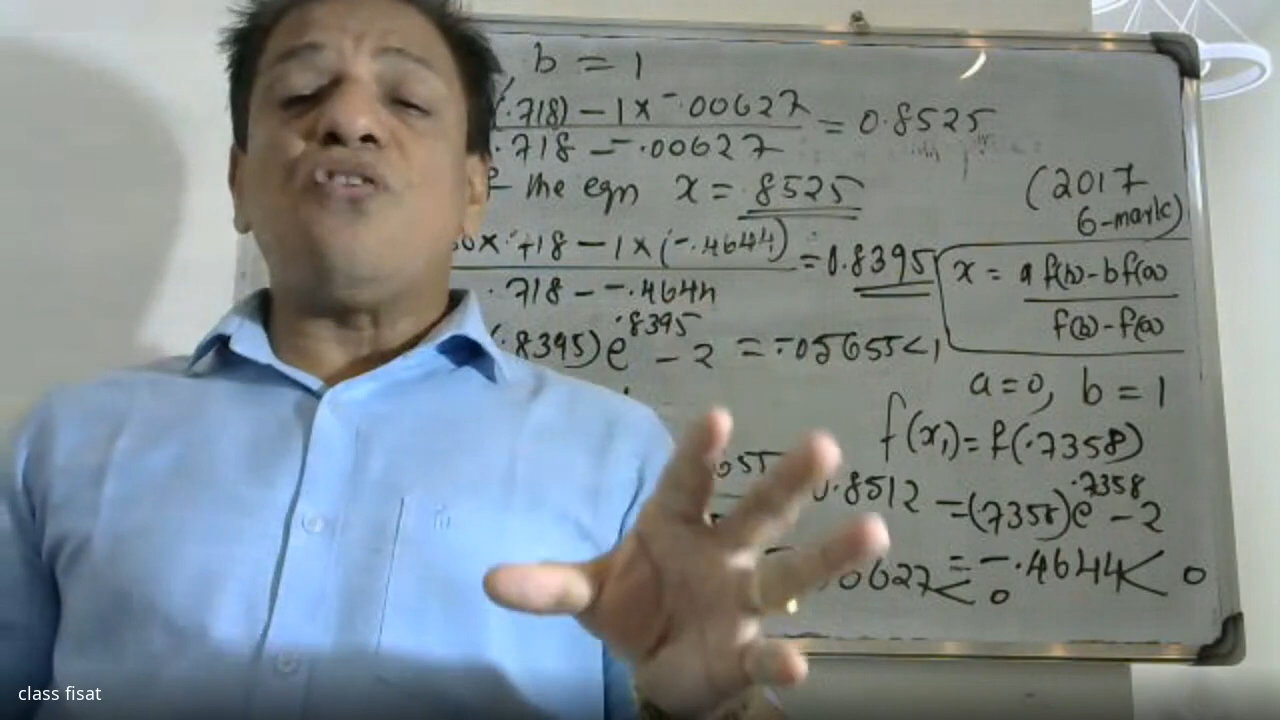 , b = 1
(.718) - 1 x -.00627 = 0.8525
.718 - -.00627
the eqn x = .8525
(2017
6-mark)
x .718 - 1 x (-.4644) = 0.8395
.718 - -.4644
x = a f(b) - b f(a)
f(b) - f(a)
(.8395) e^.8395 - 2 = -.05655 <
a = 0, b = 1
f(x₁) = f(.7358)
0.8512 = (.7358) e^.7358 - 2
0627 < 0
= -.4644 < 0
class fisat